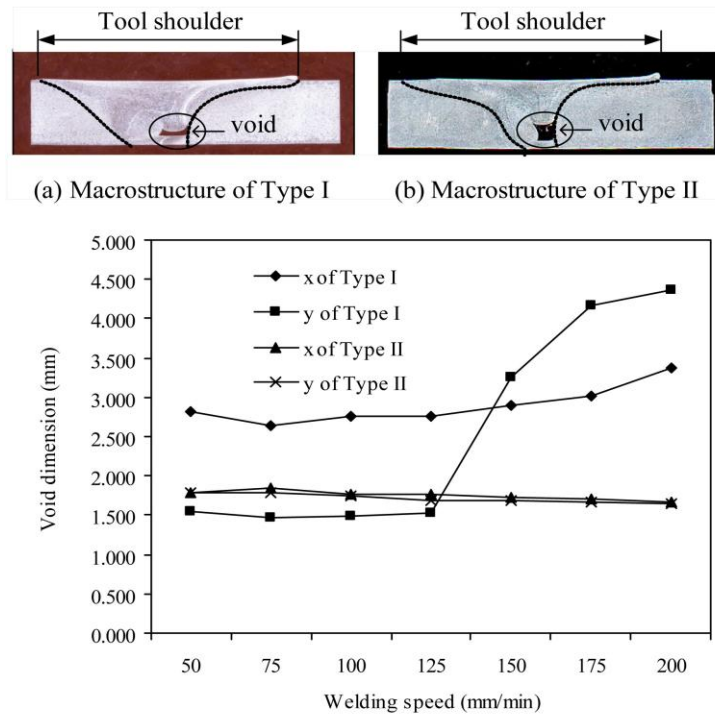 Tool shoulder
Tool shoulder
void
void
(a) Macrostructure of Type I
(b) Macrostructure of Type II
5.000
4.500
4.000
3.500
3.000
2.500
2.000
1.500
1.000
0.500
0.000
x of Type I
y of Type I
x of Type II
y of Type II
Void dimension (mm)
50 75 100 125 150 175 200
Welding speed (mm/min)